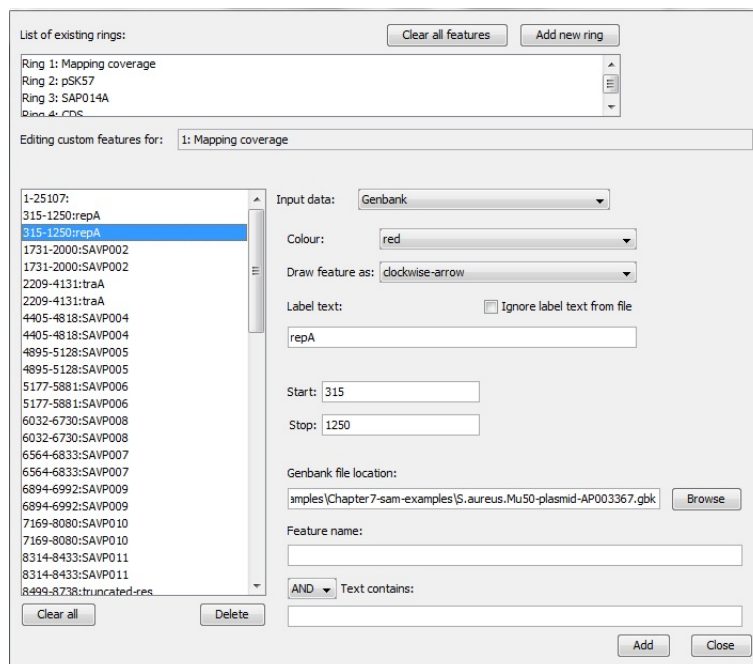 List of existing rings:
Clear all features
Add new ring
Ring 1: Mapping coverage
Ring 2: pSK57
Ring 3: SAP014A
Ring 4: CDS
Editing custom features for:
1: Mapping coverage
1-25107:
315-1250:repA
315-1250:repA
1731-2000:SAVP002
1731-2000:SAVP002
2209-4131:traA
2209-4131:traA
4405-4818:SAVP004
4405-4818:SAVP004
4895-5128:SAVP005
4895-5128:SAVP005
5177-5881:SAVP006
5177-5881:SAVP006
6032-6730:SAVP008
6032-6730:SAVP008
6564-6833:SAVP007
6564-6833:SAVP007
6894-6992:SAVP009
6894-6992:SAVP009
7169-8080:SAVP010
7169-8080:SAVP010
8314-8433:SAVP011
8314-8433:SAVP011
8499-8738:truncated-res
Clear all
Delete
Input data:
Genbank
Colour:
red
Draw feature as:
clockwise-arrow
Label text:
Ignore label text from file
repA
Start:
315
Stop:
1250
Genbank file location:
amples\Chapter7-sam-examples\S.aureus.Mu50-plasmid-AP003367.gbk
Browse
Feature name:
AND
Text contains:
Add
Close